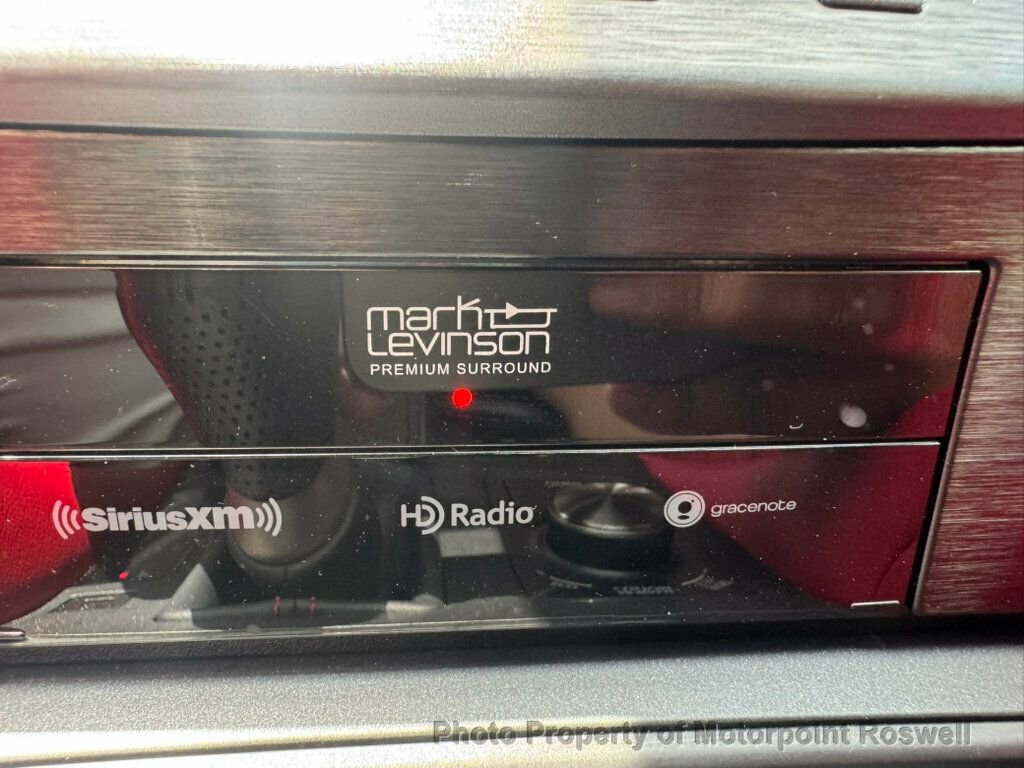 mark
Levinson
PREMIUM SURROUND
SiriusXM HD Radio gracenote
Photo Property of Motorpoint Roswell